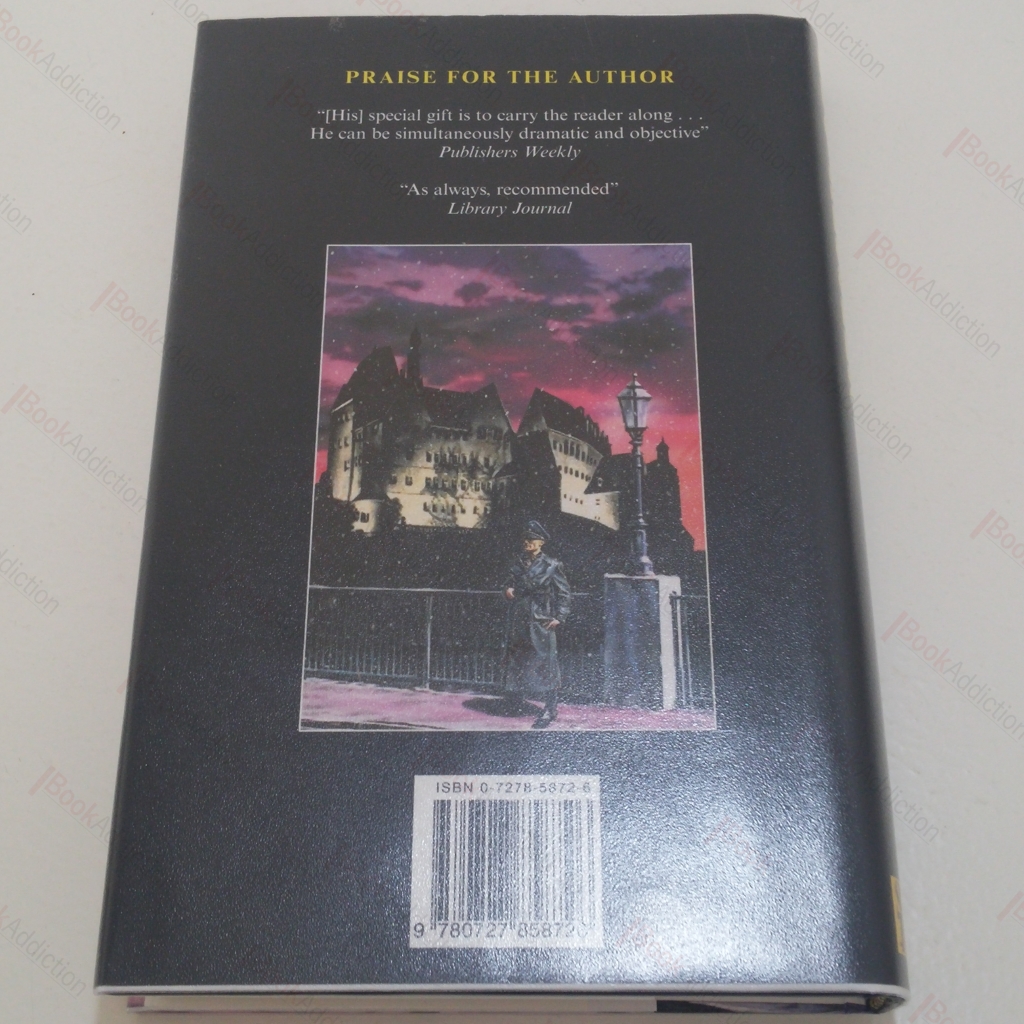 PRAISE FOR THE AUTHOR
“[His] special gift is to carry the reader along . . .
He can be simultaneously dramatic and objective”
Publishers Weekly
“As always, recommended”
Library Journal
ISBN 0-7278-5872-6
9 780727 858726
BookAddiction